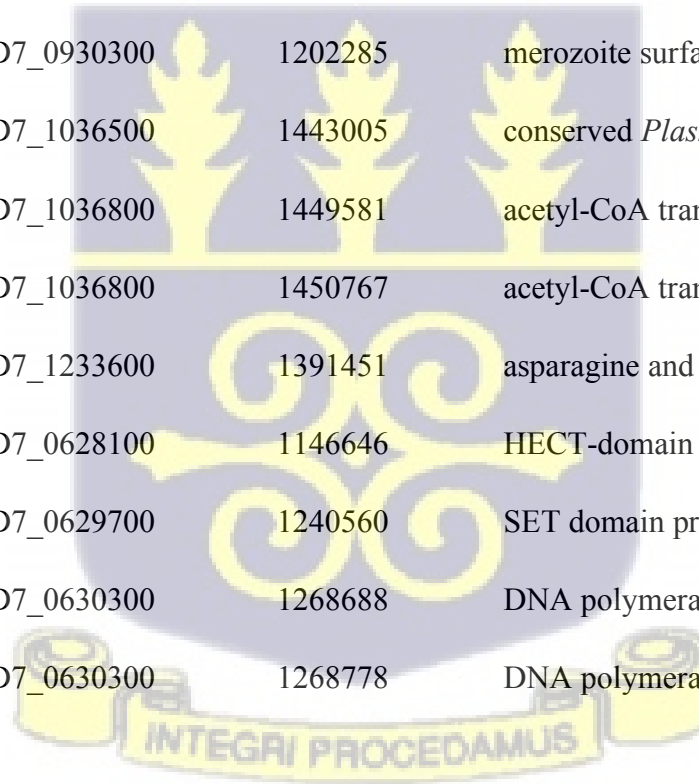 D7_0930300 1202285 merozoite surfa
D7_1036500 1443005 conserved Plas
D7_1036800 1449581 acetyl-CoA tran
D7_1036800 1450767 acetyl-CoA tran
D7_1233600 1391451 asparagine and
D7_0628100 1146646 HECT-domain
D7_0629700 1240560 SET domain pr
D7_0630300 1268688 DNA polymera
D7_0630300 1268778 DNA polymera
INTEGRI PROCEDAMUS